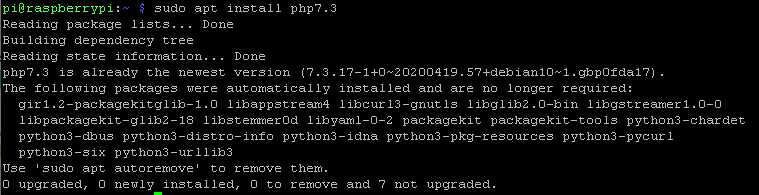 pi@raspberrypi:~ $ sudo apt install php7.3
Reading package lists... Done
Building dependency tree
Reading state information... Done
php7.3 is already the newest version (7.3.17-1+0~20200419.57+debian10~1.gbp0fda17).
The following packages were automatically installed and are no longer required:
  gir1.2-packagekitglib-1.0 libappstream4 libcurl3-gnutls libglib2.0-bin libgstreamer1.0-0
  libpackagekit-glib2-18 libstemmer0d libyaml-0-2 packagekit packagekit-tools python3-chardet
  python3-dbus python3-distro-info python3-idna python3-pkg-resources python3-pycurl
  python3-six python3-urllib3
Use 'sudo apt autoremove' to remove them.
0 upgraded, 0 newly installed, 0 to remove and 7 not upgraded.